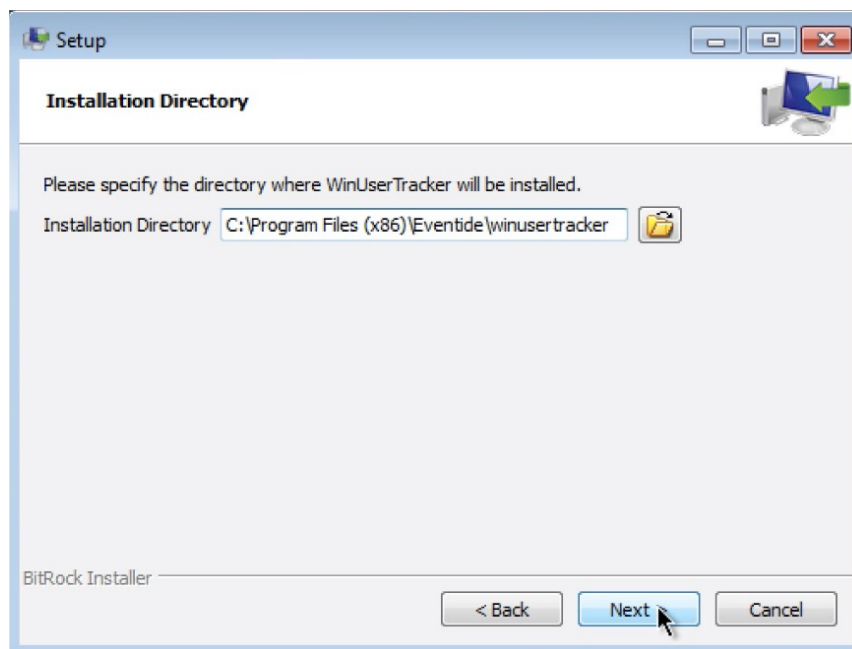 Setup
Installation Directory
Please specify the directory where WinUserTracker will be installed.
Installation Directory C:\Program Files (x86)\Eventide\winusertracker
BitRock Installer
< Back Next > Cancel